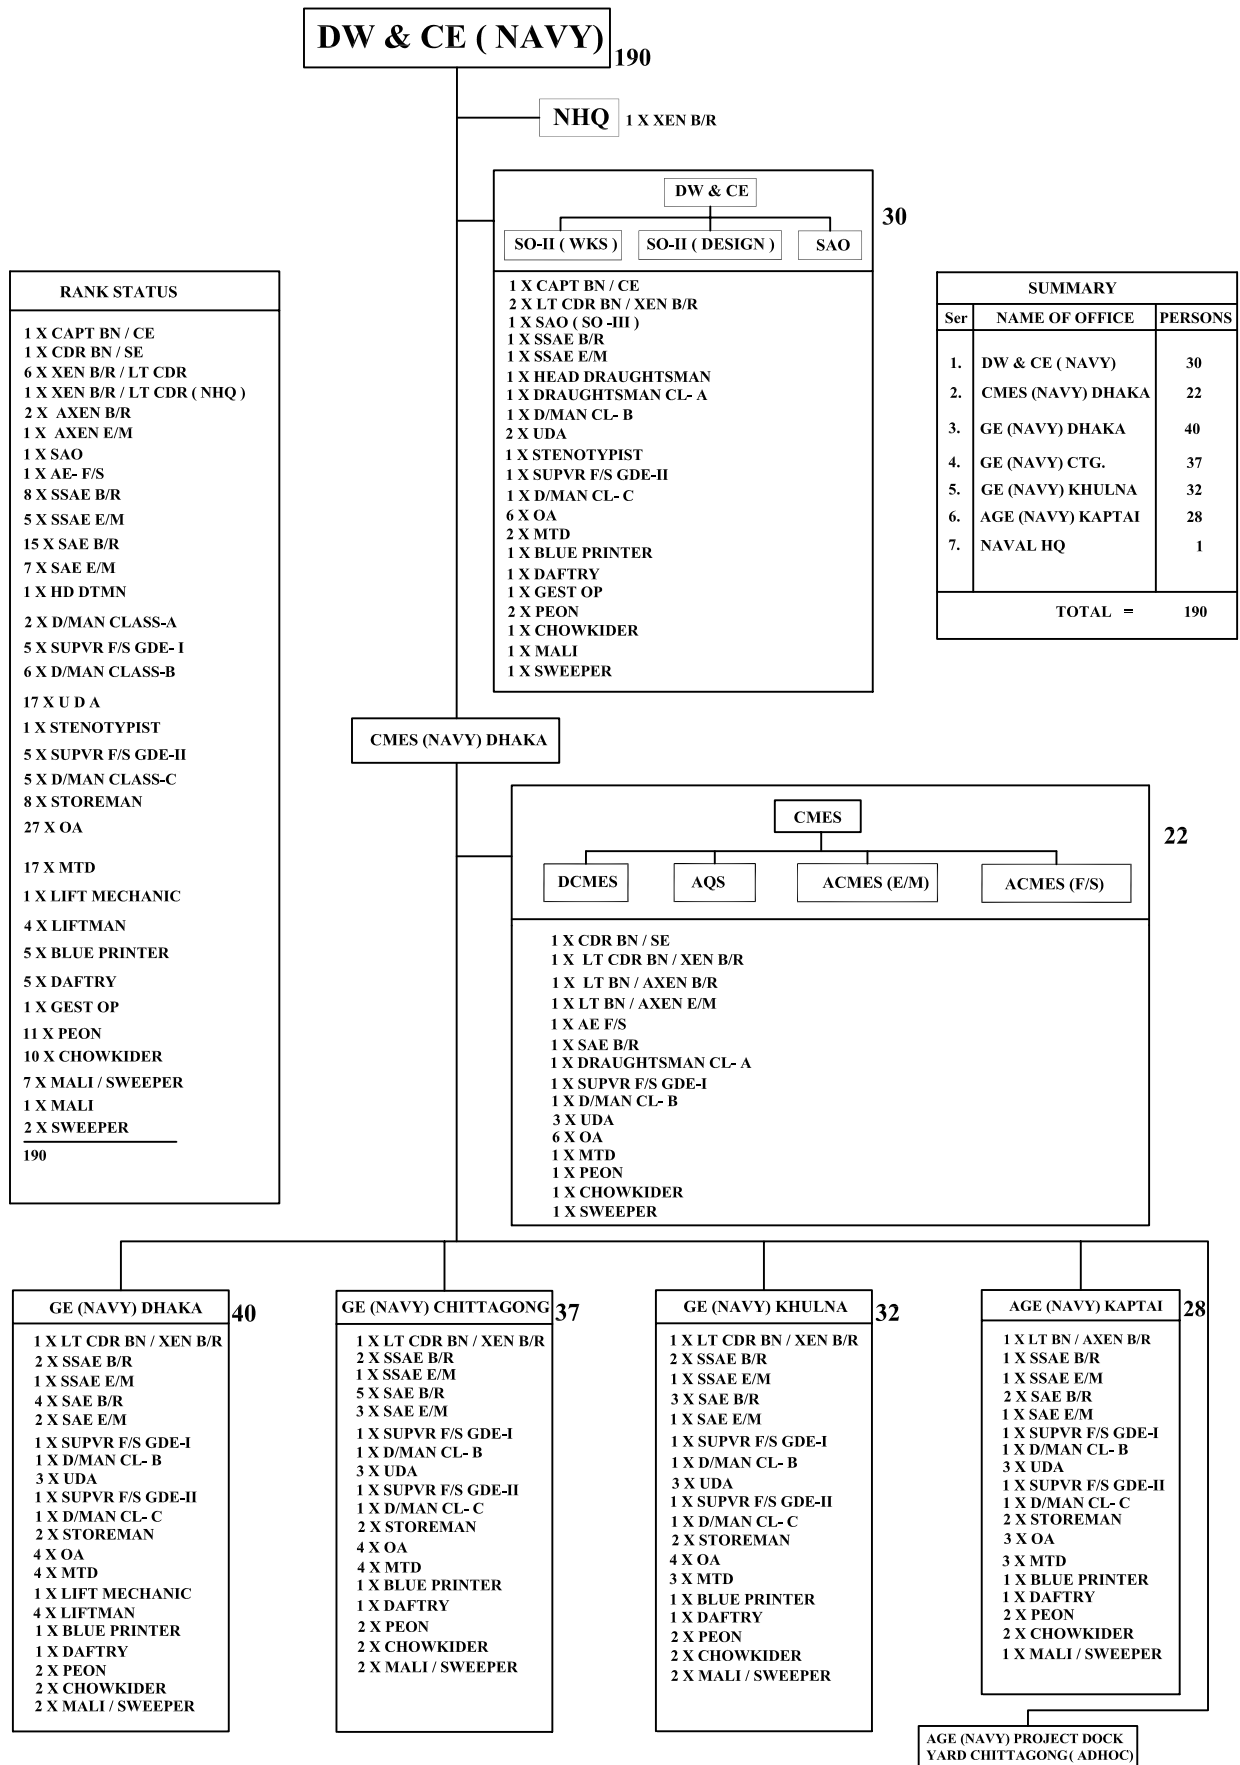 DW & CE ( NAVY)
190
NHQ
1 X XEN B/R
DW & CE
30
SO-II ( WKS )
SO-II ( DESIGN )
SAO
1 X CAPT BN / CE
2 X LT CDR BN / XEN B/R
1 X SAO ( SO -III )
1 X SSAE B/R
1 X SSAE E/M
1 X HEAD DRAUGHTSMAN
1 X DRAUGHTSMAN CL- A
1 X D/MAN CL- B
2 X UDA
1 X STENOTYPIST
1 X SUPVR F/S GDE-II
1 X D/MAN CL- C
6 X OA
2 X MTD
1 X BLUE PRINTER
1 X DAFTRY
1 X GEST OP
2 X PEON
1 X CHOWKIDER
1 X MALI
1 X SWEEPER
RANK STATUS
1 X CAPT BN / CE
1 X CDR BN / SE
6 X XEN B/R / LT CDR
1 X XEN B/R / LT CDR ( NHQ )
2 X AXEN B/R
1 X AXEN E/M
1 X SAO
1 X AE- F/S
8 X SSAE B/R
5 X SSAE E/M
15 X SAE B/R
7 X SAE E/M
1 X HD DTMN
2 X D/MAN CLASS-A
5 X SUPVR F/S GDE- I
6 X D/MAN CLASS-B
17 X U D A
1 X STENOTYPIST
5 X SUPVR F/S GDE-II
5 X D/MAN CLASS-C
8 X STOREMAN
27 X OA
17 X MTD
1 X LIFT MECHANIC
4 X LIFTMAN
5 X BLUE PRINTER
5 X DAFTRY
1 X GEST OP
11 X PEON
10 X CHOWKIDER
7 X MALI / SWEEPER
1 X MALI
2 X SWEEPER
190
SUMMARY
Ser NAME OF OFFICE PERSONS
1. DW & CE ( NAVY) 30
2. CMES (NAVY) DHAKA 22
3. GE (NAVY) DHAKA 40
4. GE (NAVY) CTG. 37
5. GE (NAVY) KHULNA 32
6. AGE (NAVY) KAPTAI 28
7. NAVAL HQ 1
TOTAL = 190
CMES (NAVY) DHAKA
CMES
22
DCMES
AQS
ACMES (E/M)
ACMES (F/S)
1 X CDR BN / SE
1 X LT CDR BN / XEN B/R
1 X LT BN / AXEN B/R
1 X LT BN / AXEN E/M
1 X AE F/S
1 X SAE B/R
1 X DRAUGHTSMAN CL- A
1 X SUPVR F/S GDE-I
1 X D/MAN CL- B
3 X UDA
6 X OA
1 X MTD
1 X PEON
1 X CHOWKIDER
1 X SWEEPER
GE (NAVY) DHAKA
40
1 X LT CDR BN / XEN B/R
2 X SSAE B/R
1 X SSAE E/M
4 X SAE B/R
2 X SAE E/M
1 X SUPVR F/S GDE-I
1 X D/MAN CL- B
3 X UDA
1 X SUPVR F/S GDE-II
1 X D/MAN CL- C
2 X STOREMAN
4 X OA
4 X MTD
1 X LIFT MECHANIC
4 X LIFTMAN
1 X BLUE PRINTER
1 X DAFTRY
2 X PEON
2 X CHOWKIDER
2 X MALI / SWEEPER
GE (NAVY) CHITTAGONG
37
1 X LT CDR BN / XEN B/R
2 X SSAE B/R
1 X SSAE E/M
5 X SAE B/R
3 X SAE E/M
1 X SUPVR F/S GDE-I
1 X D/MAN CL- B
3 X UDA
1 X SUPVR F/S GDE-II
1 X D/MAN CL- C
2 X STOREMAN
4 X OA
4 X MTD
1 X BLUE PRINTER
1 X DAFTRY
2 X PEON
2 X CHOWKIDER
2 X MALI / SWEEPER
GE (NAVY) KHULNA
32
1 X LT CDR BN / XEN B/R
2 X SSAE B/R
1 X SSAE E/M
3 X SAE B/R
1 X SAE E/M
1 X SUPVR F/S GDE-I
1 X D/MAN CL- B
3 X UDA
1 X SUPVR F/S GDE-II
1 X D/MAN CL- C
2 X STOREMAN
4 X OA
3 X MTD
1 X BLUE PRINTER
1 X DAFTRY
2 X PEON
2 X CHOWKIDER
2 X MALI / SWEEPER
AGE (NAVY) KAPTAI
28
1 X LT BN / AXEN B/R
1 X SSAE B/R
1 X SSAE E/M
2 X SAE B/R
1 X SAE E/M
1 X SUPVR F/S GDE-I
1 X D/MAN CL- B
3 X UDA
1 X SUPVR F/S GDE-II
1 X D/MAN CL- C
2 X STOREMAN
3 X OA
3 X MTD
1 X BLUE PRINTER
1 X DAFTRY
2 X PEON
2 X CHOWKIDER
1 X MALI / SWEEPER
AGE (NAVY) PROJECT DOCK
YARD CHITTAGONG( ADHOC)